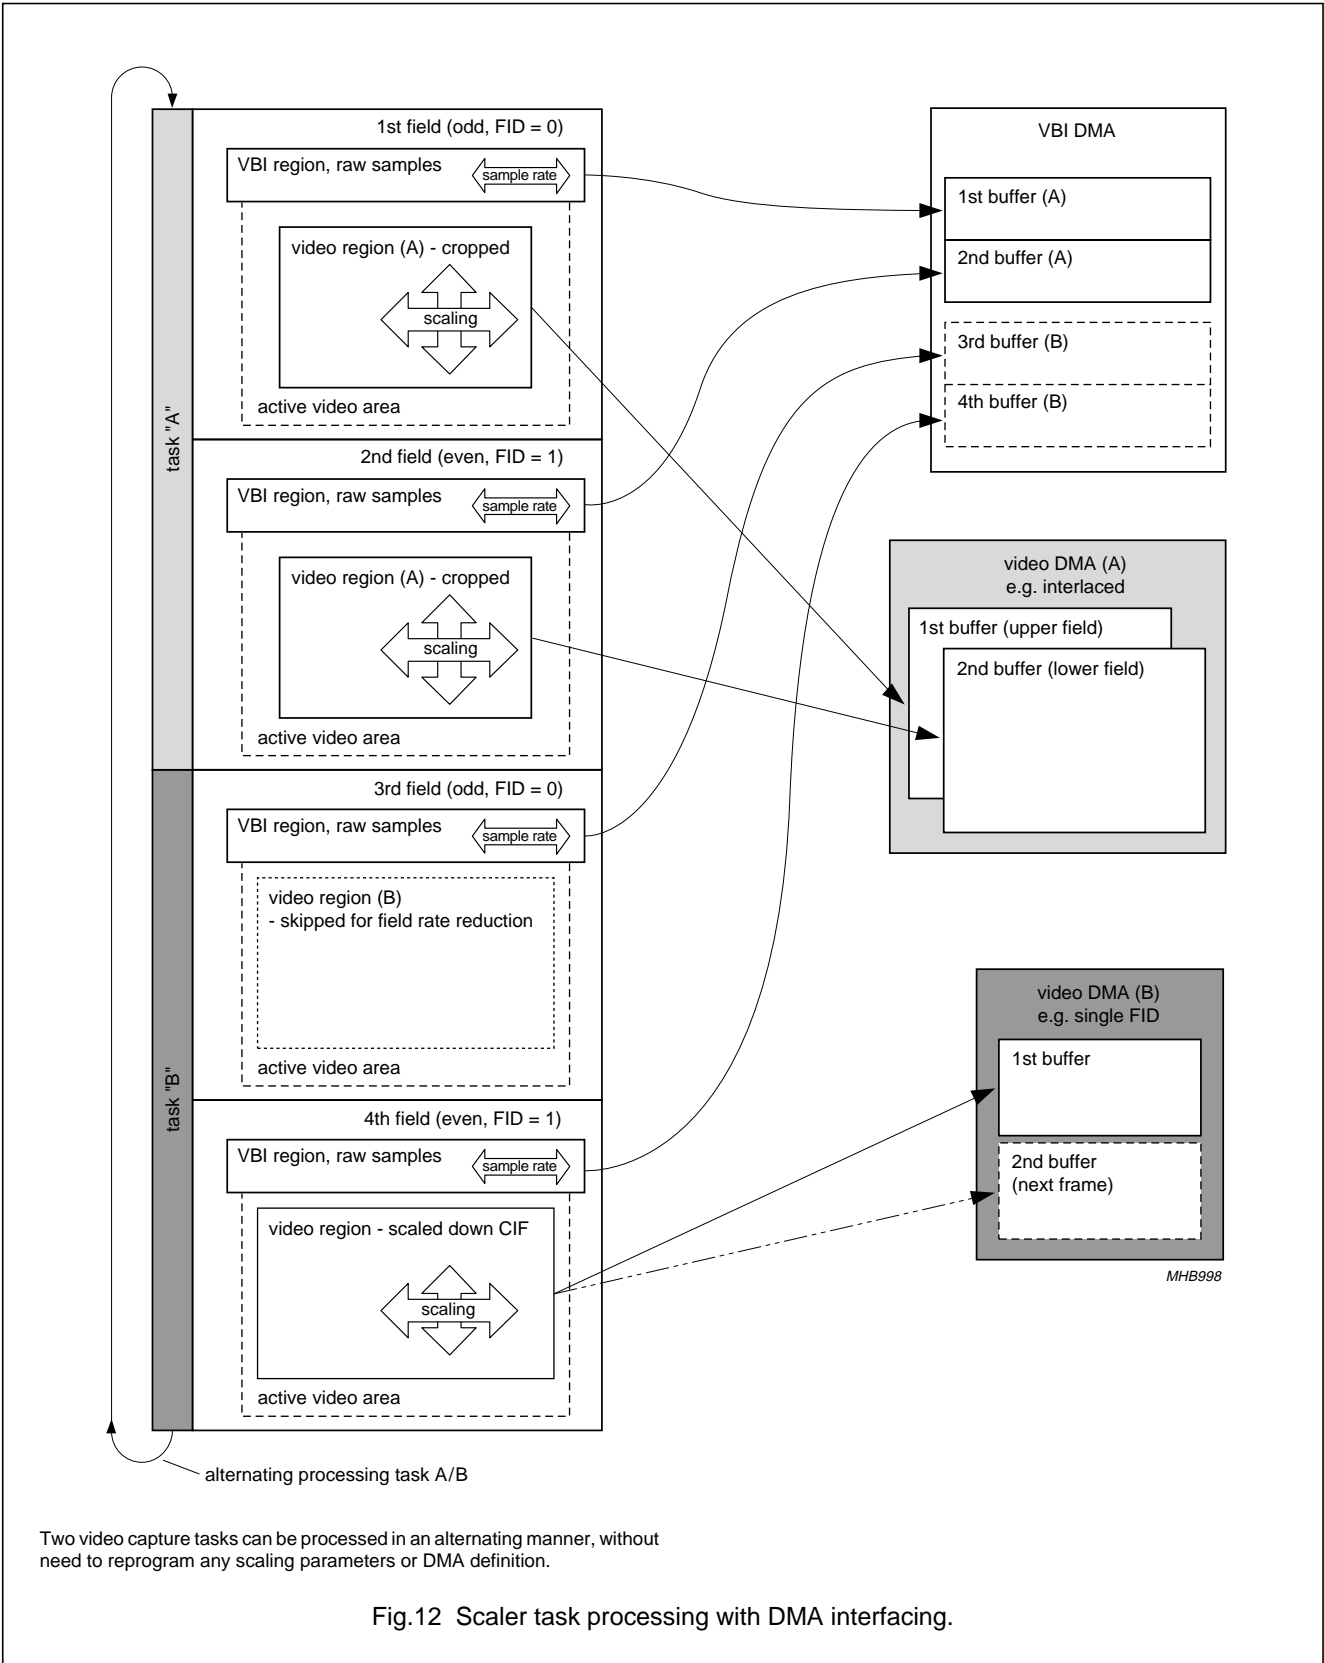 1st field (odd, FID = 0)
VBI region, raw samples
sample rate
video region (A) - cropped
scaling
active video area
task "A"
2nd field (even, FID = 1)
VBI region, raw samples
sample rate
video region (A) - cropped
scaling
active video area
3rd field (odd, FID = 0)
VBI region, raw samples
sample rate
video region (B)
- skipped for field rate reduction
active video area
task "B"
4th field (even, FID = 1)
VBI region, raw samples
sample rate
video region - scaled down CIF
scaling
active video area
alternating processing task A/B
VBI DMA
1st buffer (A)
2nd buffer (A)
3rd buffer (B)
4th buffer (B)
video DMA (A)
e.g. interlaced
1st buffer (upper field)
2nd buffer (lower field)
video DMA (B)
e.g. single FID
1st buffer
2nd buffer
(next frame)
MHB998
Two video capture tasks can be processed in an alternating manner, without
need to reprogram any scaling parameters or DMA definition.
Fig.12 Scaler task processing with DMA interfacing.